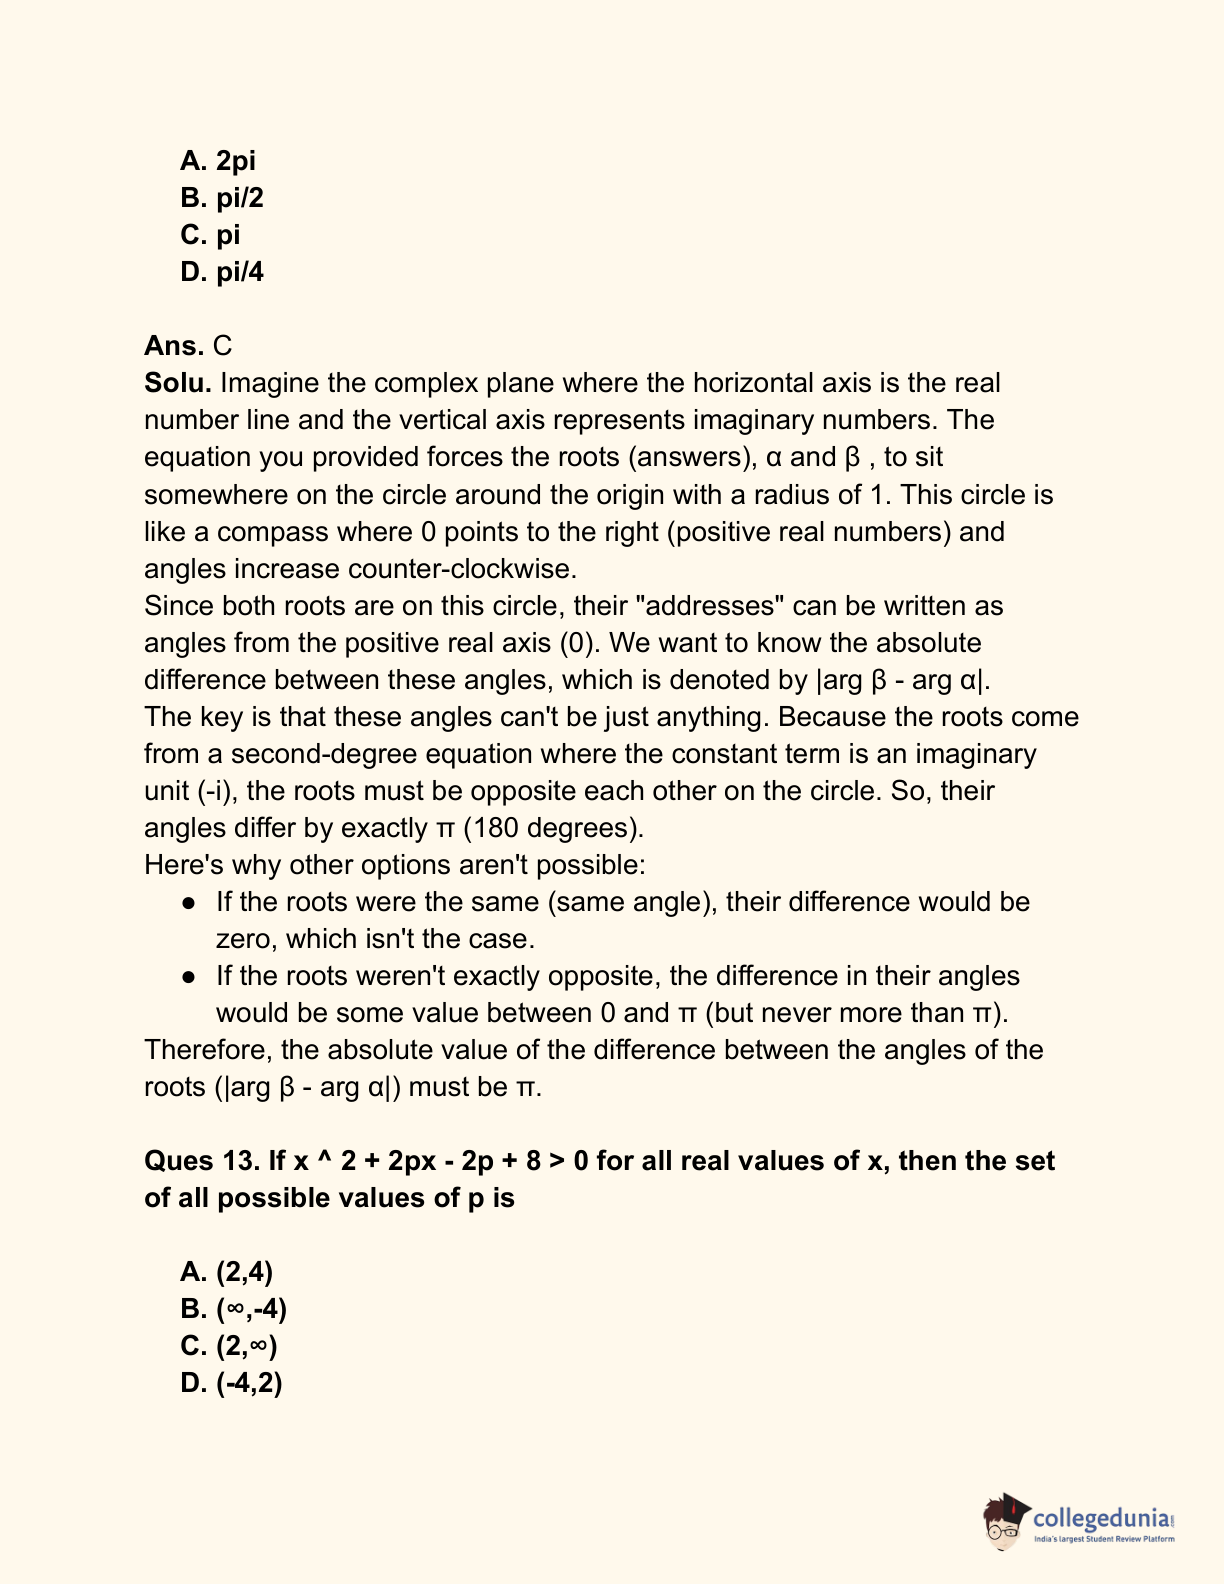 A. 2pi
B. pi/2
C. pi
D. pi/4
Ans. C
Solu. Imagine the complex plane where the horizontal axis is the real
number line and the vertical axis represents imaginary numbers. The
equation you provided forces the roots (answers), α and β , to sit
somewhere on the circle around the origin with a radius of 1. This circle is
like a compass where 0 points to the right (positive real numbers) and
angles increase counter-clockwise.
Since both roots are on this circle, their "addresses" can be written as
angles from the positive real axis (0). We want to know the absolute
difference between these angles, which is denoted by |arg β - arg α|.
The key is that these angles can't be just anything. Because the roots come
from a second-degree equation where the constant term is an imaginary
unit (-i), the roots must be opposite each other on the circle. So, their
angles differ by exactly π (180 degrees).
Here's why other options aren't possible:
● If the roots were the same (same angle), their difference would be
zero, which isn't the case.
● If the roots weren't exactly opposite, the difference in their angles
would be some value between 0 and π (but never more than π).
Therefore, the absolute value of the difference between the angles of the
roots (|arg β - arg α|) must be π.
Ques 13. If x ^ 2 + 2px - 2p + 8 > 0 for all real values of x, then the set
of all possible values of p is
A. (2,4)
B. (∞,-4)
C. (2,∞)
D. (-4,2)
collegedunia.com
India's largest Student Review Platform